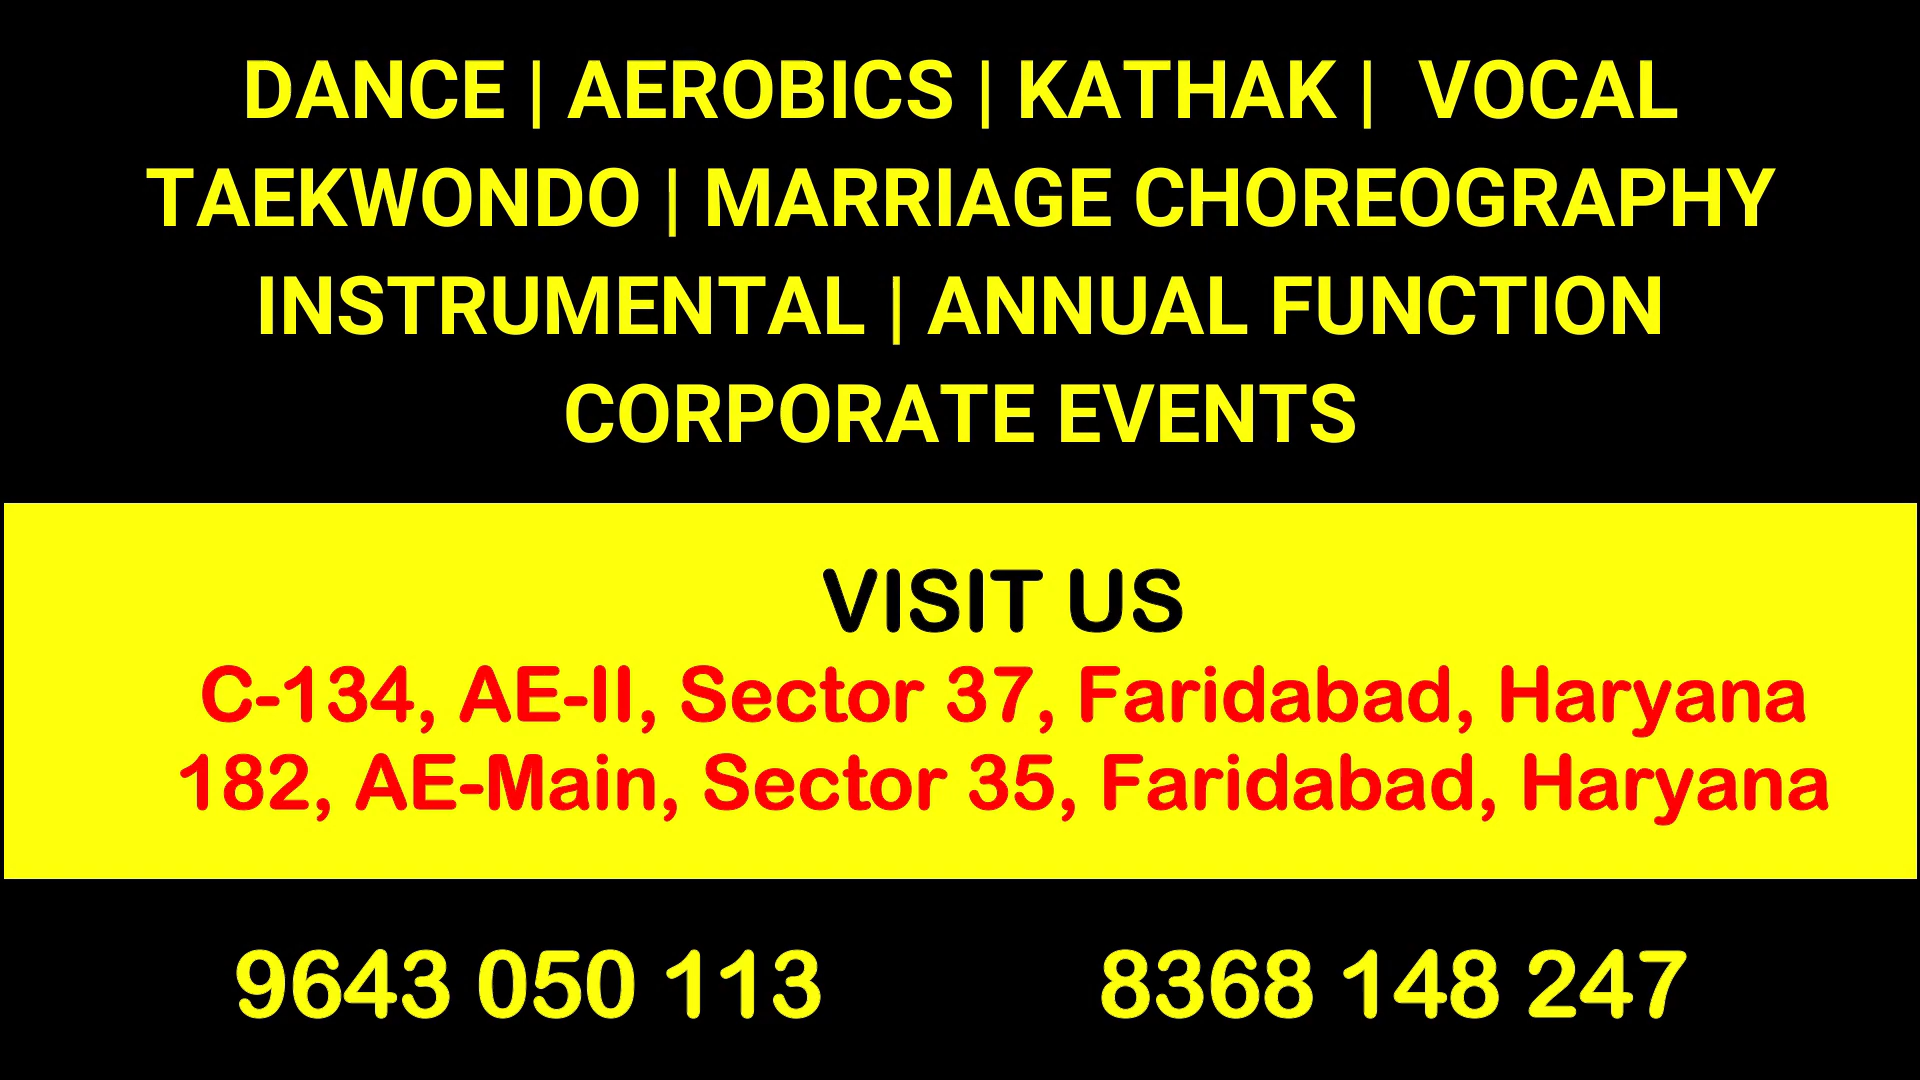 DANCE | AEROBICS | KATHAK | VOCAL
TAEKWONDO | MARRIAGE CHOREOGRAPHY
INSTRUMENTAL | ANNUAL FUNCTION
CORPORATE EVENTS
VISIT US
C-134, AE-II, Sector 37, Faridabad, Haryana
182, AE-Main, Sector 35, Faridabad, Haryana
9643 050 113 8368 148 247